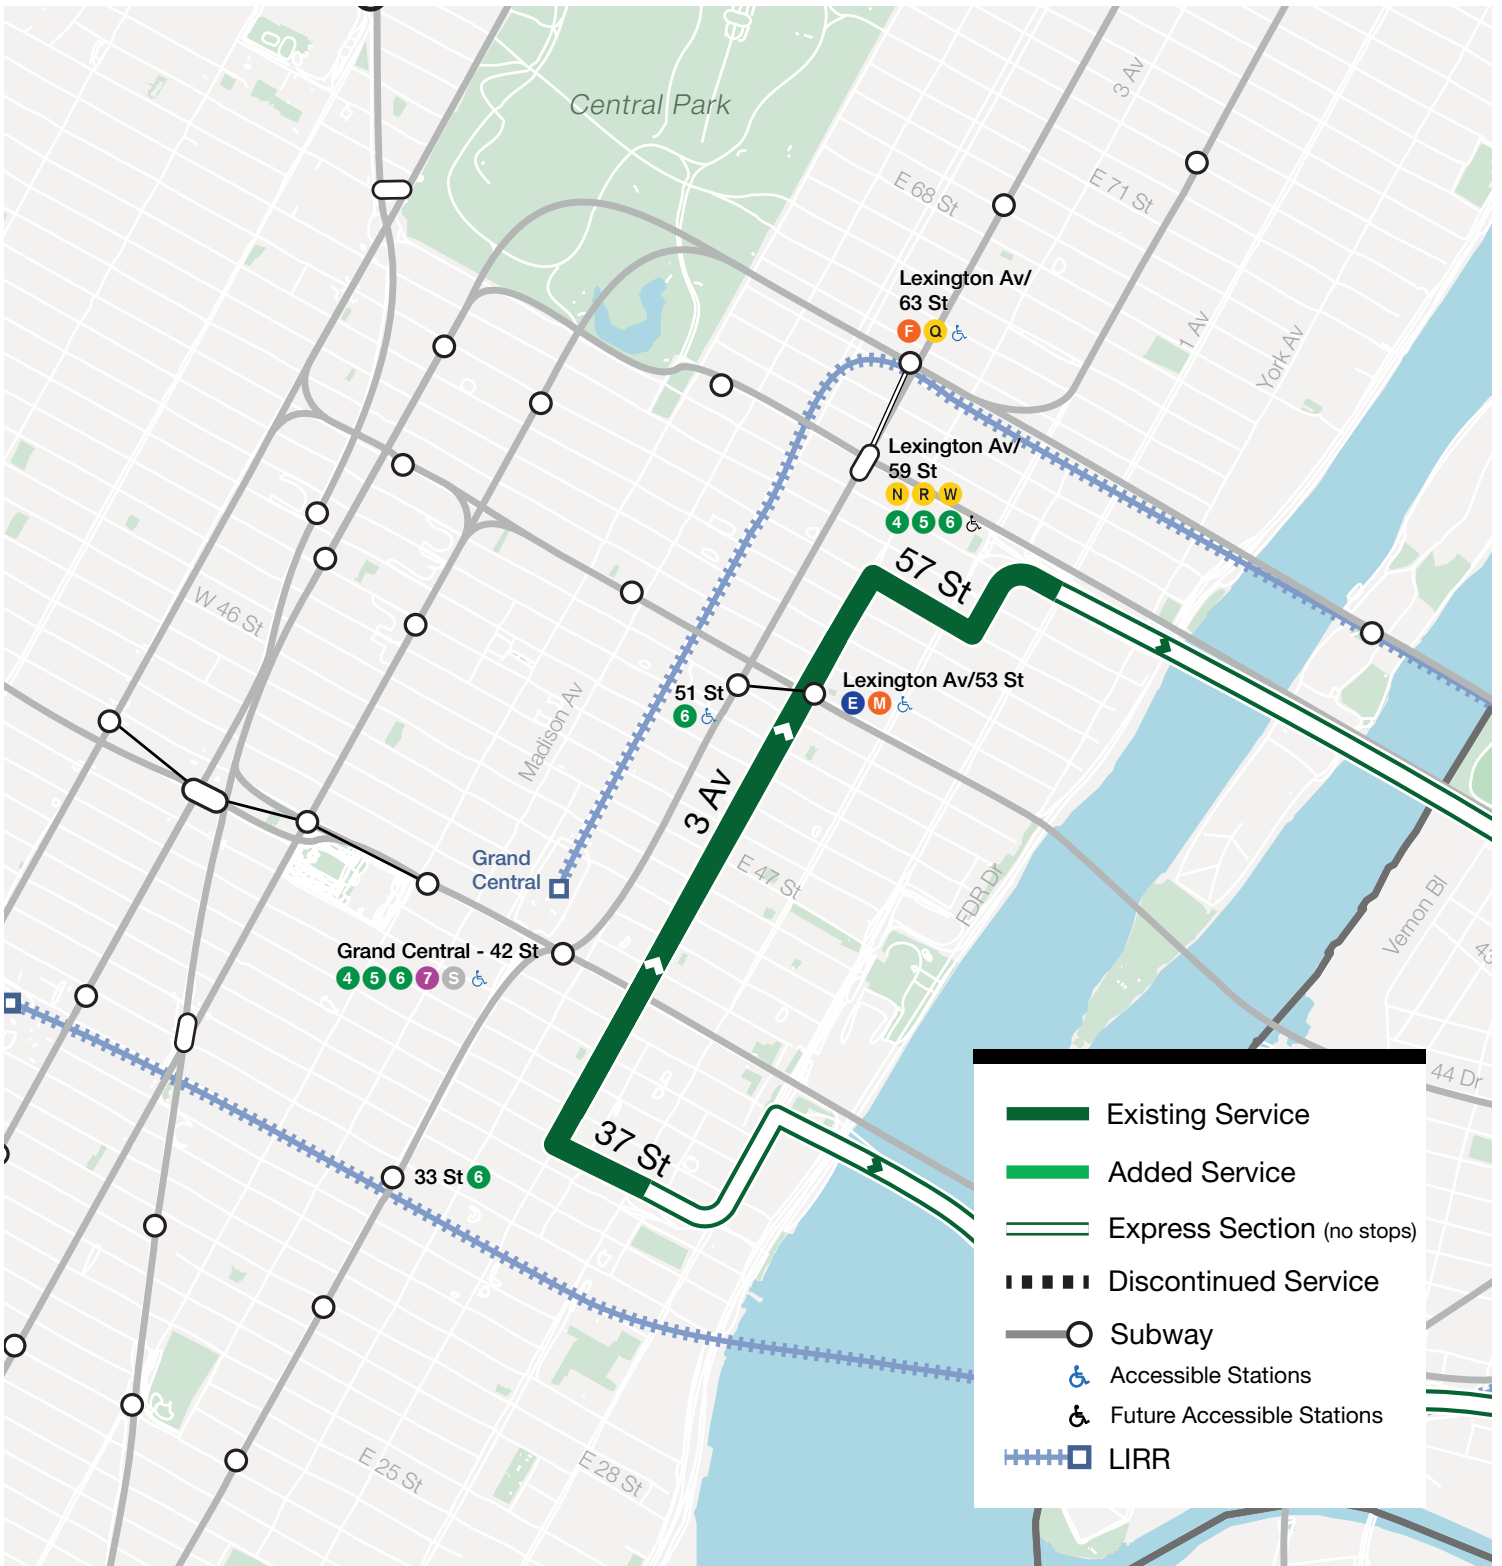 Central Park
3 Av
E 68 St
E 71 St
Lexington Av/
63 St
F Q
1 Av
York Av
Lexington Av/
59 St
N R W
4 5 6
57 St
W 46 St
Madison Av
51 St
6
Lexington Av/53 St
E M
3 Av
Grand
Central
E 47 St
FDR Dr
Vernon Bl
43
Grand Central - 42 St
4 5 6 7 S
44 Dr
37 St
33 St 6
E 25 St
E 28 St
Existing Service
Added Service
Express Section (no stops)
Discontinued Service
Subway
Accessible Stations
Future Accessible Stations
LIRR